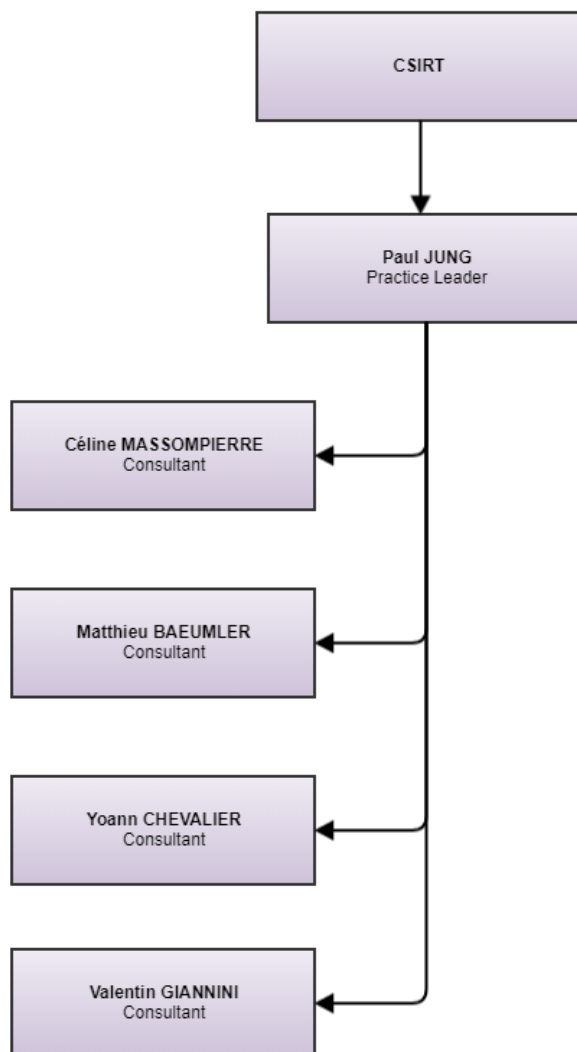 CSIRT
Paul JUNG
Practice Leader
Céline MASSOMPIERRE
Consultant
Matthieu BAEUMLER
Consultant
Yoann CHEVALIER
Consultant
Valentin GIANNINI
Consultant